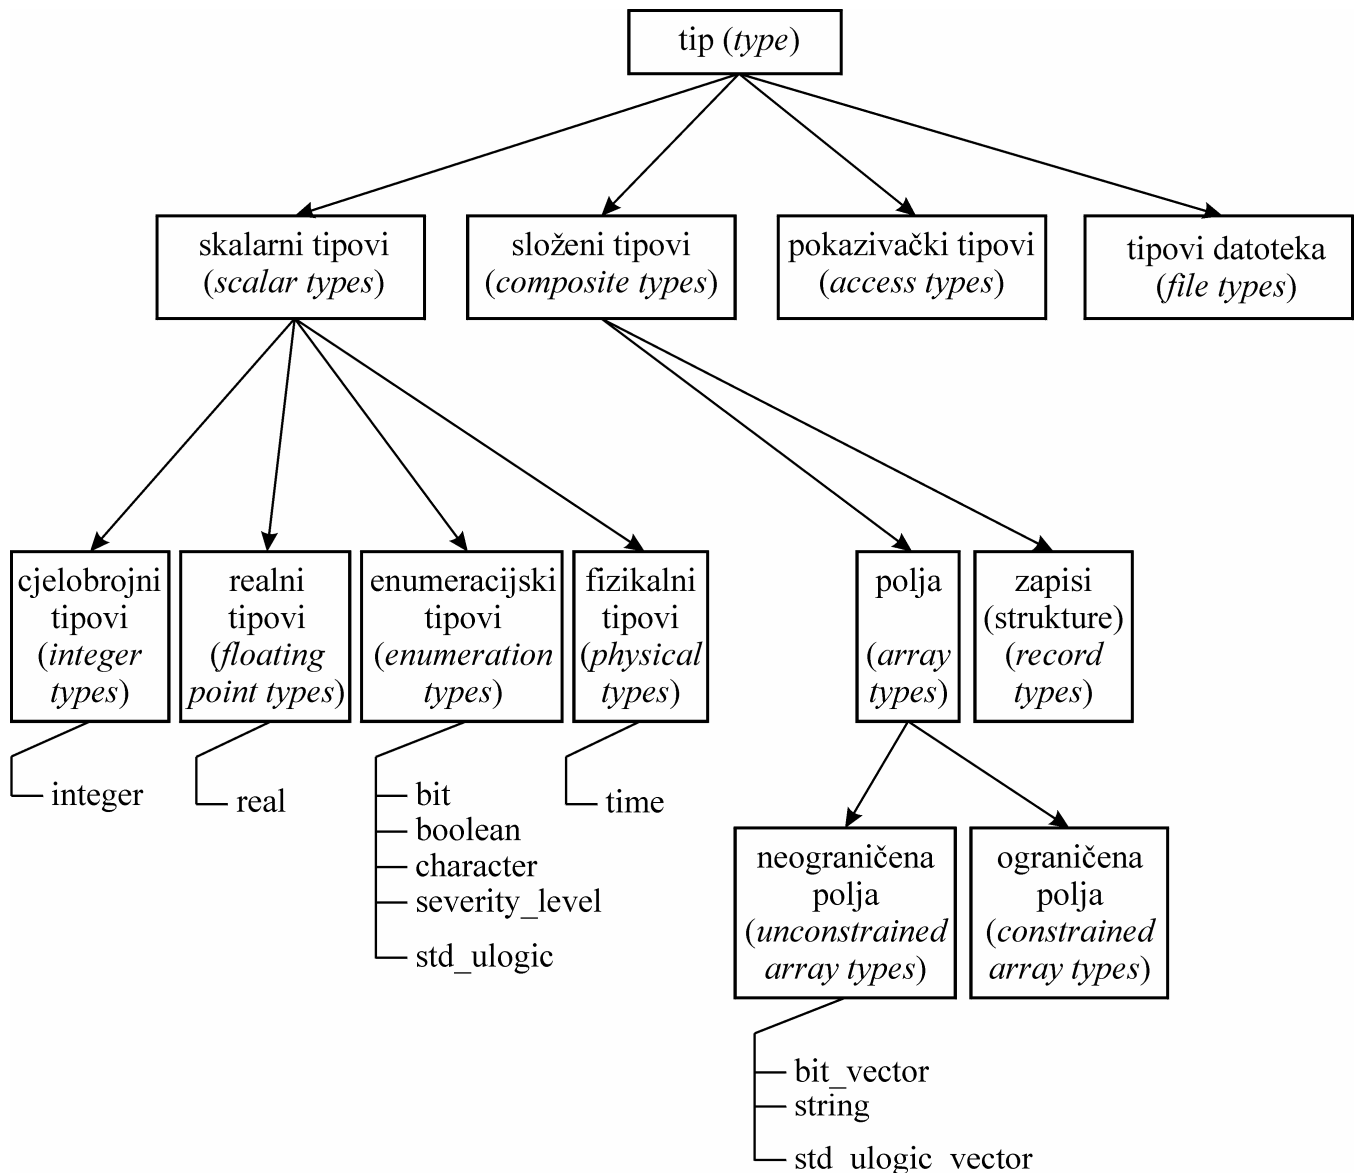 tip (type)
skalarni tipovi
(scalar types)
složeni tipovi
(composite types)
pokazivački tipovi
(access types)
tipovi datoteka
(file types)
cjelobrojni
tipovi
(integer
types)
realni
tipovi
(floating
point types)
enumeracijski
tipovi
(enumeration
types)
fizikalni
tipovi
(physical
types)
polja
(array
types)
zapisi
(strukture)
(record
types)
integer
real
bit
boolean
character
severity_level
std_ulogic
time
neograničena
polja
(unconstrained
array types)
ograničena
polja
(constrained
array types)
bit_vector
string
std_ulogic_vector